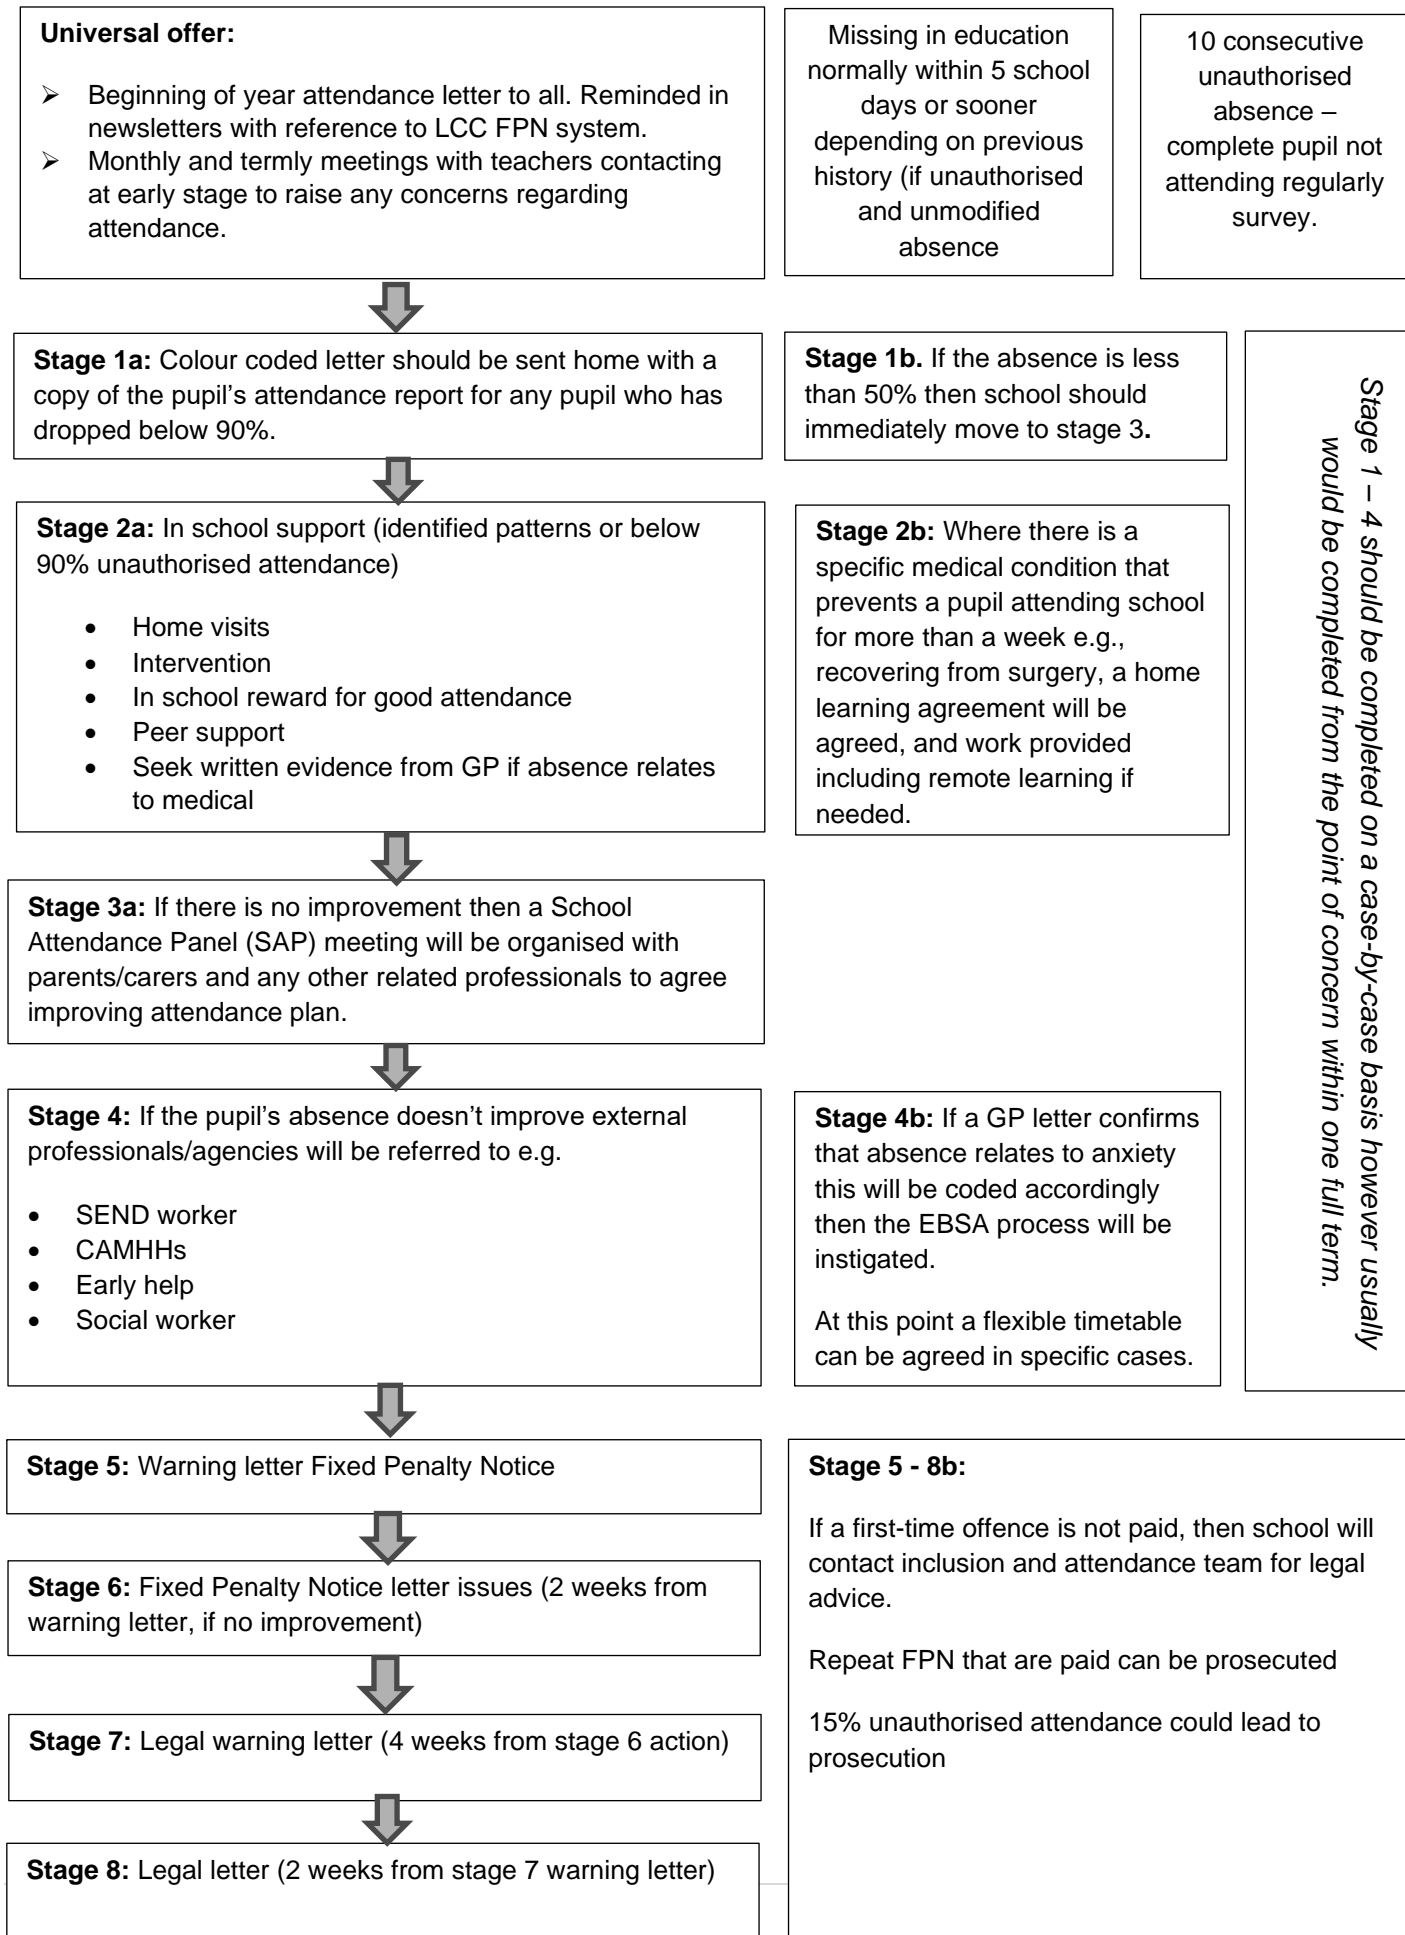 Universal offer:
➢ Beginning of year attendance letter to all. Reminded in
newsletters with reference to LCC FPN system.
➢ Monthly and termly meetings with teachers contacting
at early stage to raise any concerns regarding
attendance.
Missing in education
normally within 5 school
days or sooner
depending on previous
history (if unauthorised
and unmodified
absence
10 consecutive
unauthorised
absence –
complete pupil not
attending regularly
survey.
Stage 1a: Colour coded letter should be sent home with a
copy of the pupil's attendance report for any pupil who has
dropped below 90%.
Stage 1b. If the absence is less
than 50% then school should
immediately move to stage 3.
Stage 1 – 4 should be completed on a case-by-case basis however usually
would be completed from the point of concern within one full term.
Stage 2a: In school support (identified patterns or below
90% unauthorised attendance)
• Home visits
• Intervention
• In school reward for good attendance
• Peer support
• Seek written evidence from GP if absence relates
to medical
Stage 2b: Where there is a
specific medical condition that
prevents a pupil attending school
for more than a week e.g.,
recovering from surgery, a home
learning agreement will be
agreed, and work provided
including remote learning if
needed.
Stage 3a: If there is no improvement then a School
Attendance Panel (SAP) meeting will be organised with
parents/carers and any other related professionals to agree
improving attendance plan.
Stage 4: If the pupil's absence doesn't improve external
professionals/agencies will be referred to e.g.
• SEND worker
• CAMHHs
• Early help
• Social worker
Stage 4b: If a GP letter confirms
that absence relates to anxiety
this will be coded accordingly
then the EBSA process will be
instigated.
At this point a flexible timetable
can be agreed in specific cases.
Stage 5: Warning letter Fixed Penalty Notice
Stage 6: Fixed Penalty Notice letter issues (2 weeks from
warning letter, if no improvement)
Stage 7: Legal warning letter (4 weeks from stage 6 action)
Stage 8: Legal letter (2 weeks from stage 7 warning letter)
Stage 5 - 8b:
If a first-time offence is not paid, then school will
contact inclusion and attendance team for legal
advice.
Repeat FPN that are paid can be prosecuted
15% unauthorised attendance could lead to
prosecution